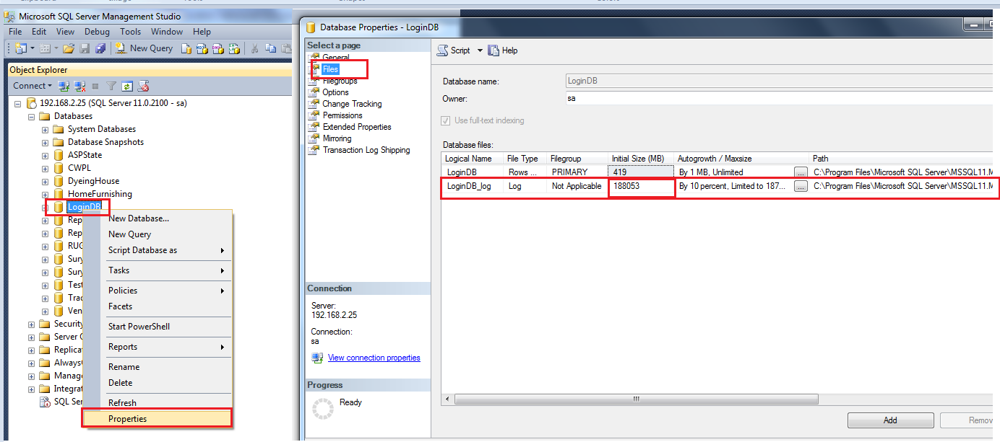 Microsoft SQL Server Management Studio
File Edit View Debug Tools Window Help
New Query
Object Explorer
Connect
192.168.2.25 (SQL Server 11.0.2100 - sa)
Databases
System Databases
Database Snapshots
ASPState
CWPL
DyeingHouse
HomeFurnishing
LoginDB
Rep
Rep
RUG
Sury
Sury
Test
Trac
Ven
Security
Server
Replicat
Always
Manag
Integrat
SQL Ser
New Database...
New Query
Script Database as
Tasks
Policies
Facets
Start PowerShell
Reports
Rename
Delete
Refresh
Properties
Database Properties - LoginDB
Select a page
General
Files
Filegroups
Options
Change Tracking
Permissions
Extended Properties
Mirroring
Transaction Log Shipping
Connection
Server:
192.168.2.25
Connection:
sa
View connection properties
Progress
Ready
Script Help
Database name: LoginDB
Owner: sa
Use full-text indexing
Database files:
Logical Name File Type Filegroup Initial Size (MB) Autogrowth / Maxsize Path
LoginDB Rows ... PRIMARY 419 By 1 MB, Unlimited ... C:\Program Files\Microsoft SQL Server\MSSQL11.M
LoginDB_log Log Not Applicable 188053 By 10 percent, Limited to 187... ... C:\Program Files\Microsoft SQL Server\MSSQL11.M
Add Remov